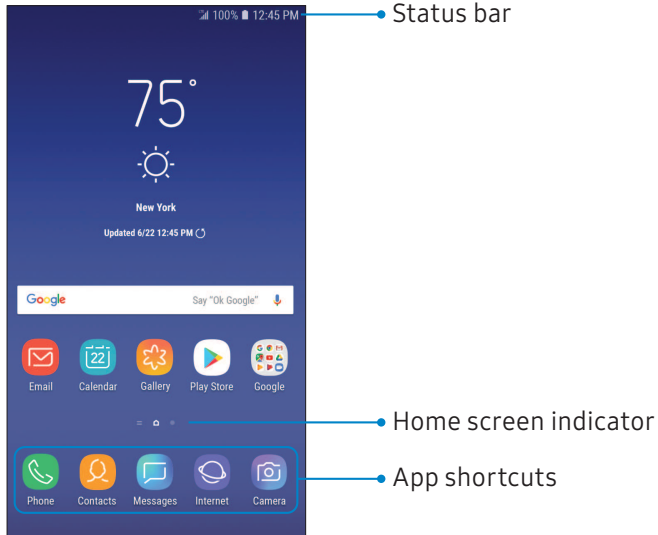 100% 12:45 PM
Status bar
75°
New York
Updated 6/22 12:45 PM
Google Say "Ok Google"
22
Email Calendar Gallery Play Store Google
Home screen indicator
App shortcuts
Phone Contacts Messages Internet Camera